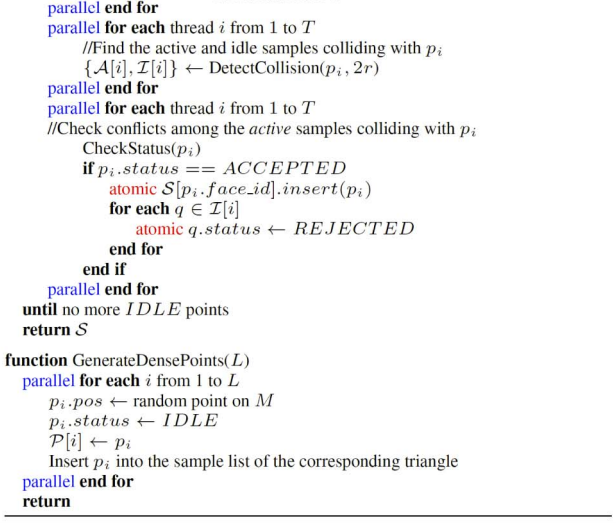 parallel end for
parallel for each thread i from 1 to T
//Find the active and idle samples colliding with p_i
{𝒜[i], ℐ[i]} ← DetectCollision(p_i, 2r)
parallel end for
parallel for each thread i from 1 to T
//Check conflicts among the active samples colliding with p_i
CheckStatus(p_i)
if p_i.status == ACCEPTED
atomic 𝒮[p_i.face_id].insert(p_i)
for each q ∈ ℐ[i]
atomic q.status ← REJECTED
end for
end if
parallel end for
until no more IDLE points
return 𝒮
function GenerateDensePoints(L)
parallel for each i from 1 to L
p_i.pos ← random point on M
p_i.status ← IDLE
𝒫[i] ← p_i
Insert p_i into the sample list of the corresponding triangle
parallel end for
return